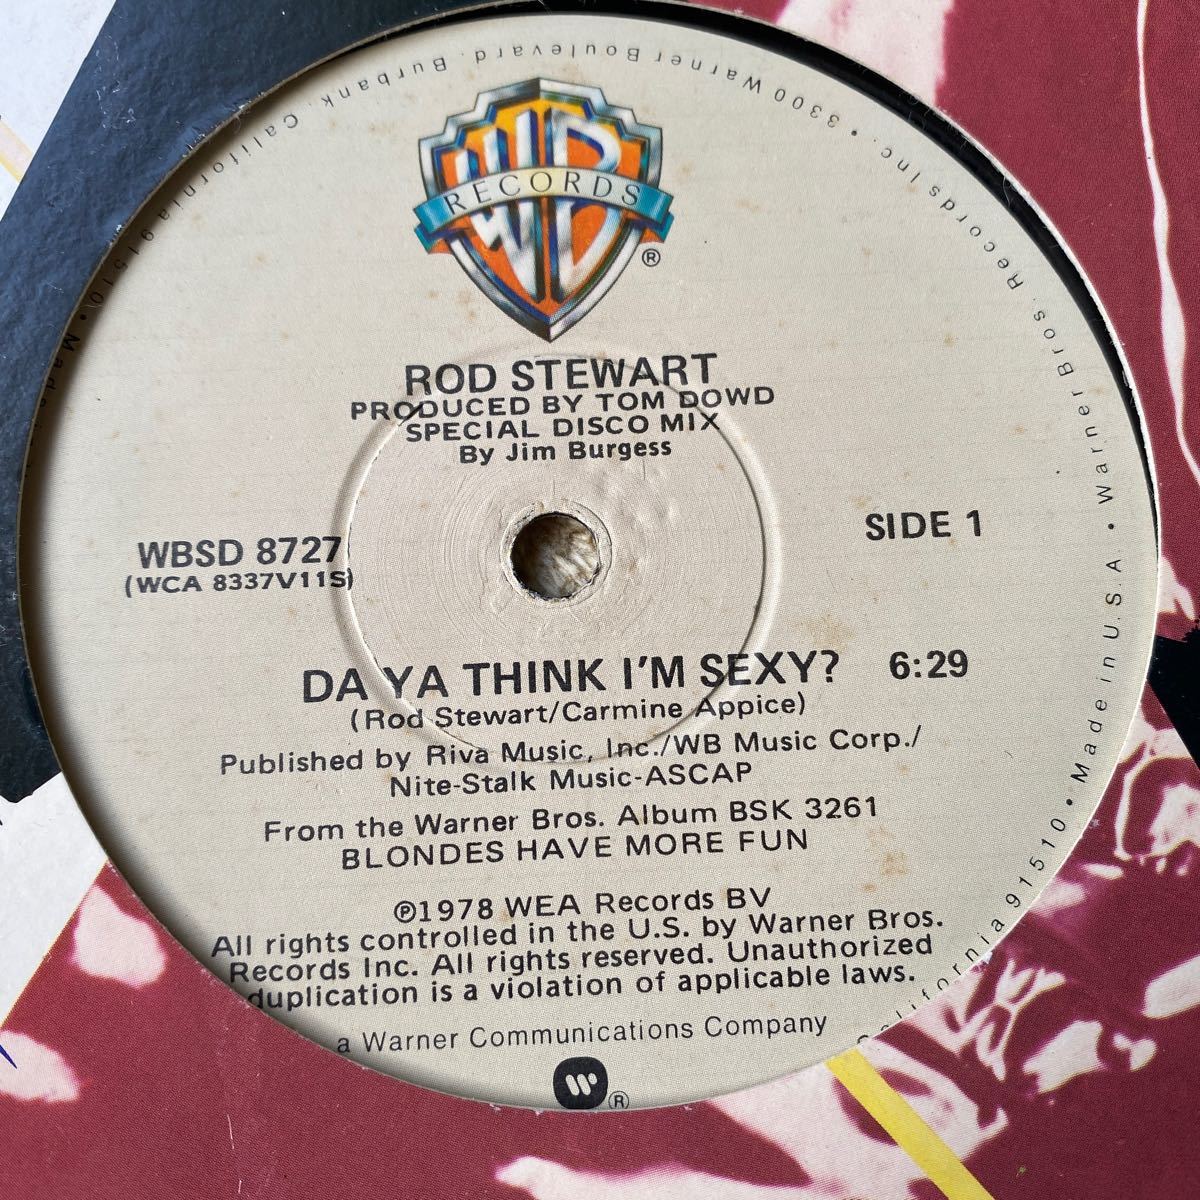 WB
RECORDS
®
ROD STEWART
PRODUCED BY TOM DOWD
SPECIAL DISCO MIX
By Jim Burgess
WBSD 8727
(WCA 8337V11S)
SIDE 1
DA YA THINK I'M SEXY? 6:29
(Rod Stewart/Carmine Appice)
Published by Riva Music, Inc./WB Music Corp./
Nite-Stalk Music-ASCAP
From the Warner Bros. Album BSK 3261
BLONDES HAVE MORE FUN
℗1978 WEA Records BV
All rights controlled in the U.S. by Warner Bros.
Records Inc. All rights reserved. Unauthorized
duplication is a violation of applicable laws.
a Warner Communications Company
W ®
California 91510 • Made in U.S.A. • Warner Bros. Records Inc. • 3300 Warner Boulevard, Burbank, California 91510 • Made